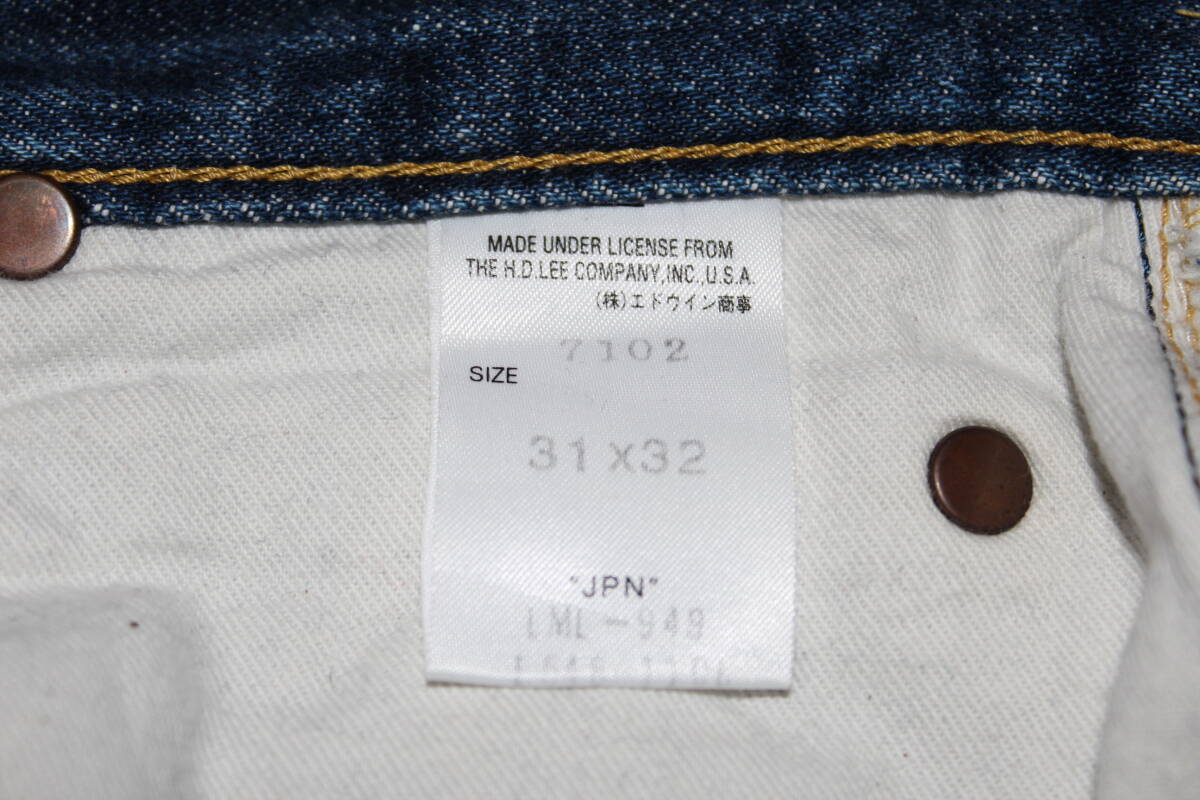 MADE UNDER LICENSE FROM
THE H.D.LEE COMPANY,INC.,U.S.A.
(株)エドウイン商事
7102
SIZE
31x32
"JPN"
LML-949